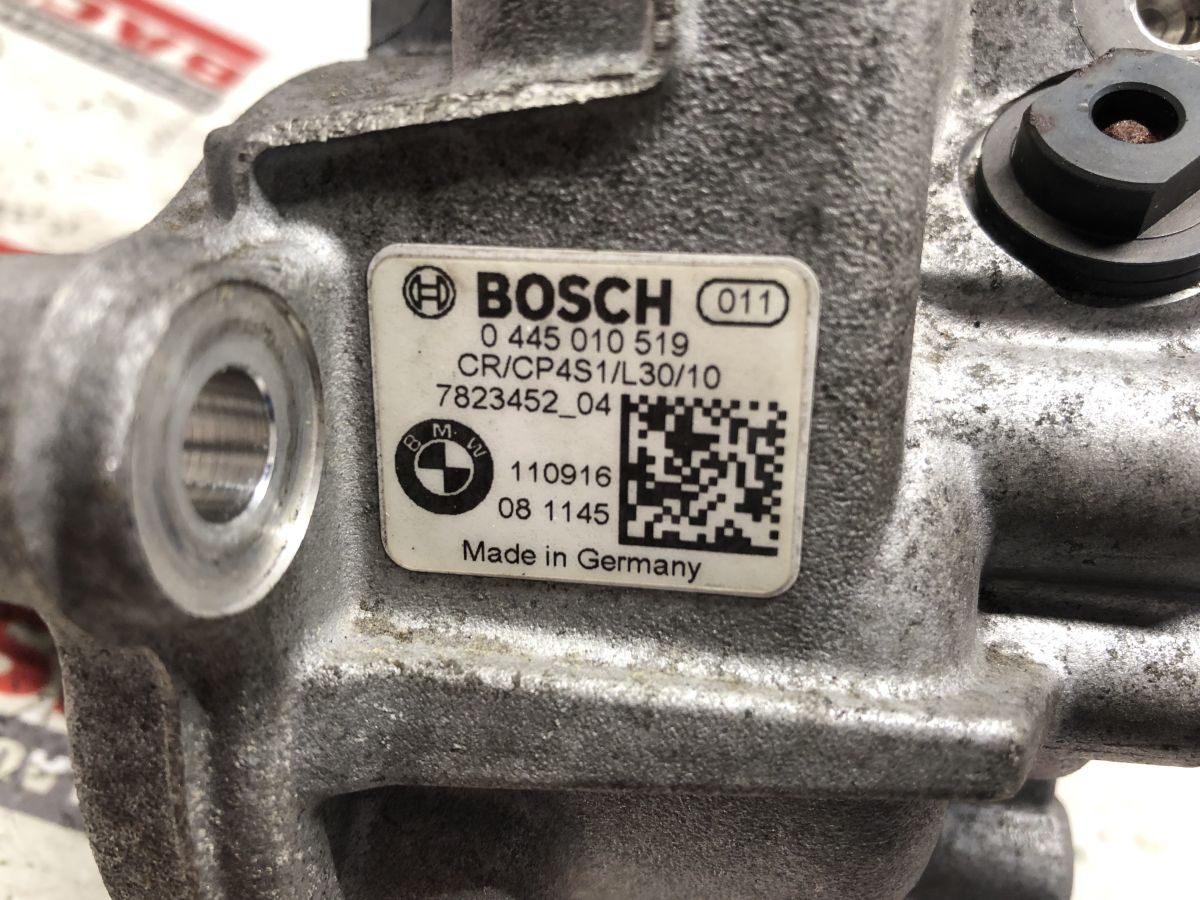 BOSCH 011
0 445 010 519
CR/CP4S1/L30/10
7823452_04
BMW
110916
08 1145
Made in Germany